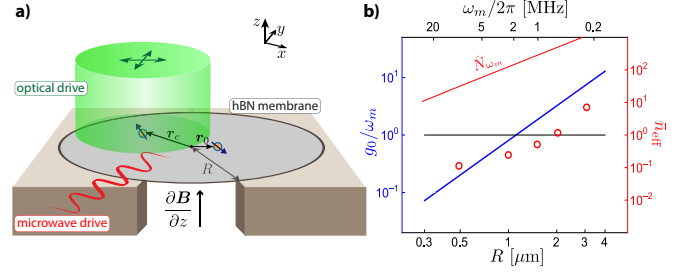 a)
z
y
x
optical drive
hBN membrane
r_c
r_0
R
microwave drive
∂B/∂z
b)
ω_m/2π [MHz]
20 5 2 1 0.2
10^1
10^0
10^{-1}
g_0/ω_m
N̄_{ω_m}
10^2
10^1
10^0
10^{-1}
10^{-2}
n̄_eff
0.3 0.5 1 2 3 4
R [μm]